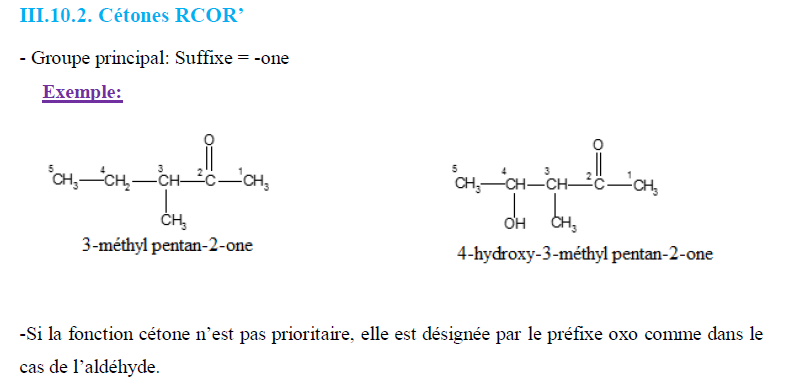 III.10.2. Cétones RCOR’
- Groupe principal: Suffixe = -one
Exemple:
O
5CH3—4CH2—3CH—2C—1CH3
CH3
3-méthyl pentan-2-one
O
5CH3—4CH—3CH—2C—1CH3
OH CH3
4-hydroxy-3-méthyl pentan-2-one
-Si la fonction cétone n’est pas prioritaire, elle est désignée par le préfixe oxo comme dans le
cas de l’aldéhyde.